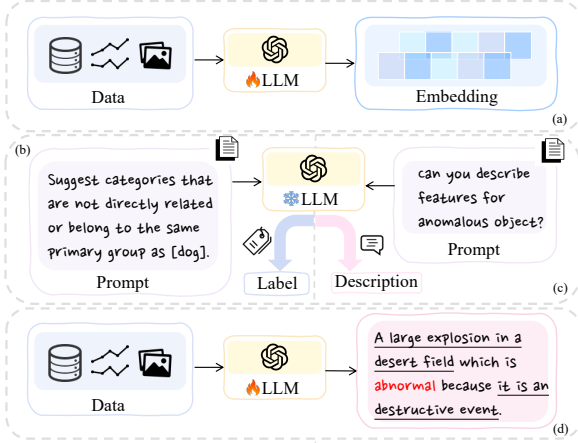 LLM
Data
Embedding
(a)
(b)
Suggest categories that
are not directly related
or belong to the same
primary group as [dog].
Prompt
LLM
Label
Description
can you describe
features for
anomalous object?
Prompt
(c)
Data
LLM
A large explosion in a
desert field which is
abnormal because it is an
destructive event.
(d)